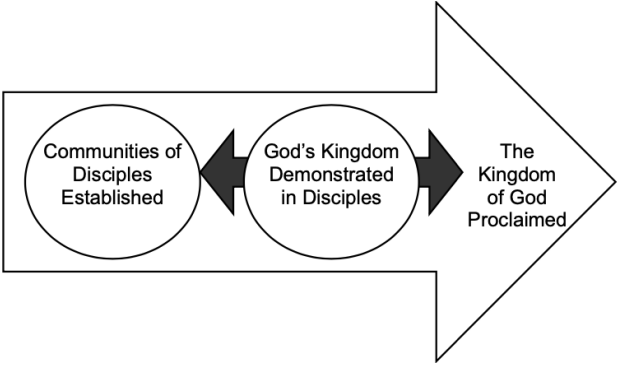 Communities of
Disciples
Established
God's Kingdom
Demonstrated
in Disciples
The
Kingdom
of God
Proclaimed